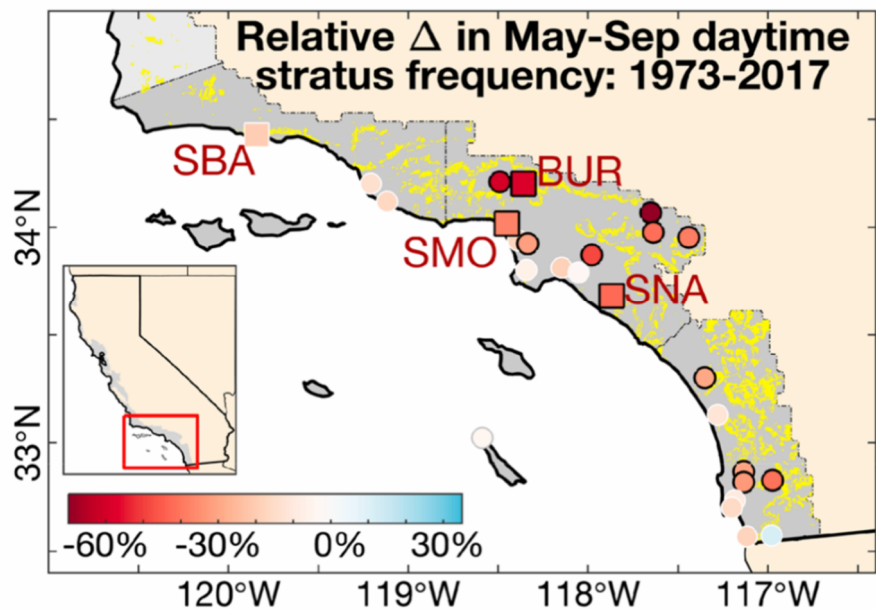 Relative Δ in May-Sep daytime
stratus frequency: 1973-2017
SBA
BUR
34°N
SMO
SNA
33°N
-60% -30% 0% 30%
120°W 119°W 118°W 117°W